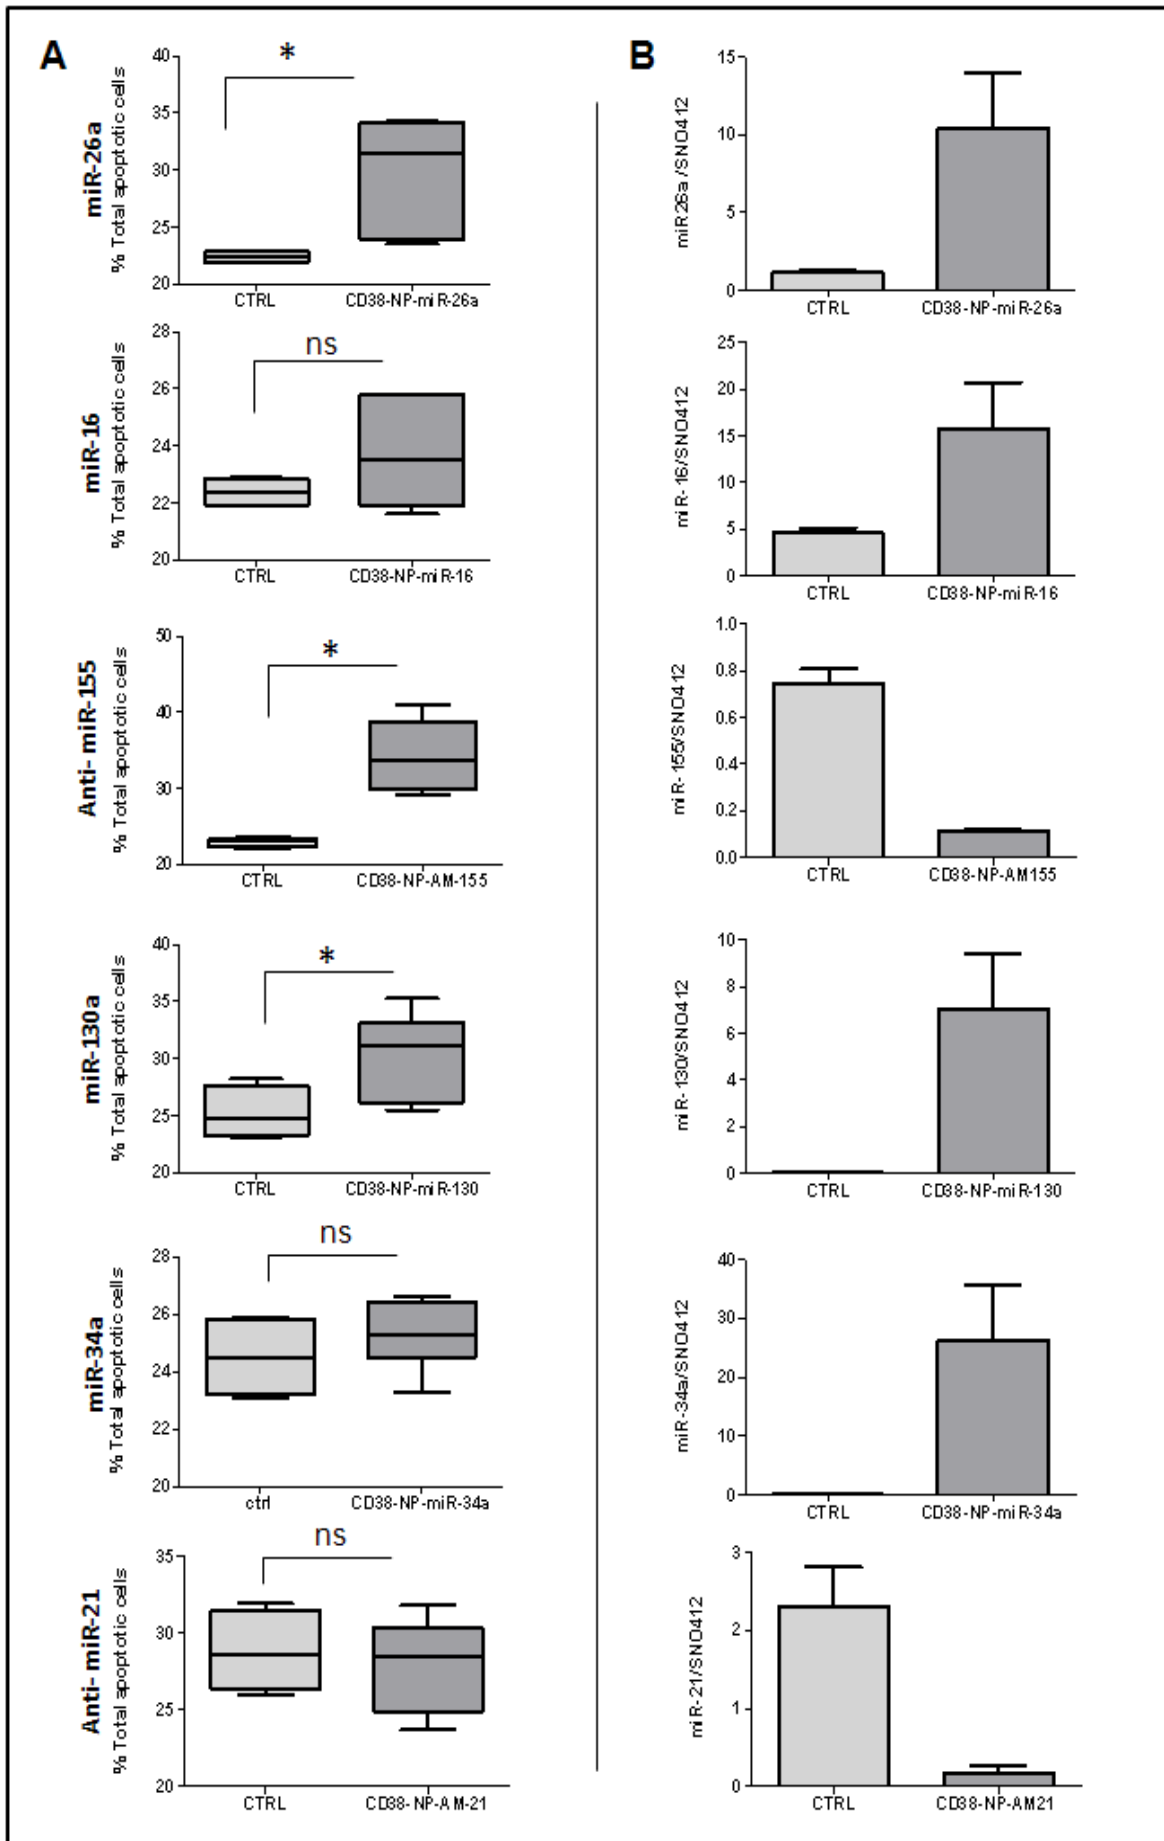 A
B
miR-26a
% Total apoptotic cells
40
35
30
25
20
*
CTRL
CD38-NP-miR-26a
miR26a/SNO412
15
10
5
0
CTRL
CD38-NP-miR-26a
miR-16
% Total apoptotic cells
28
26
24
22
20
ns
CTRL
CD38-NP-miR-16
miR-16/SNO412
25
20
15
10
5
0
CTRL
CD38-NP-miR-16
Anti- miR-155
% Total apoptotic cells
50
40
30
20
*
CTRL
CD38-NP-AM-155
miR-155/SNO412
1.0
0.8
0.6
0.4
0.2
0.0
CTRL
CD38-NP-AM155
miR-130a
% Total apoptotic cells
40
35
30
25
20
*
CTRL
CD38-NP-miR-130
miR-130/SNO412
10
8
6
4
2
0
CTRL
CD38-NP-miR-130
miR-34a
% Total apoptotic cells
28
26
24
22
20
ns
ctrl
CD38-NP-miR-34a
miR-34a/SNO412
40
30
20
10
0
CTRL
CD38-NP-miR-34a
Anti- miR-21
% Total apoptotic cells
35
30
25
20
ns
CTRL
CD38-NP-AM-21
miR-21/SNO412
3
2
1
0
CTRL
CD38-NP-AM21